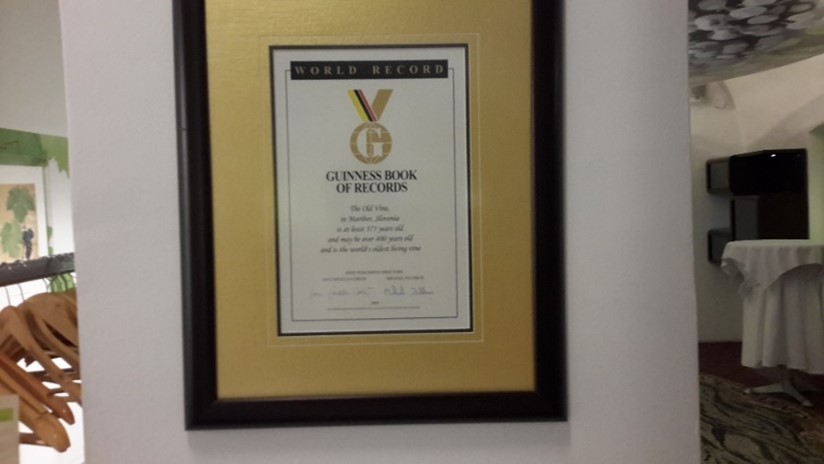 WORLD RECORD
G
GUINNESS BOOK
OF RECORDS
The Old Vine,
in Maribor, Slovenia
is at least 375 years old
and may be over 400 years old
and is the world's oldest living vine